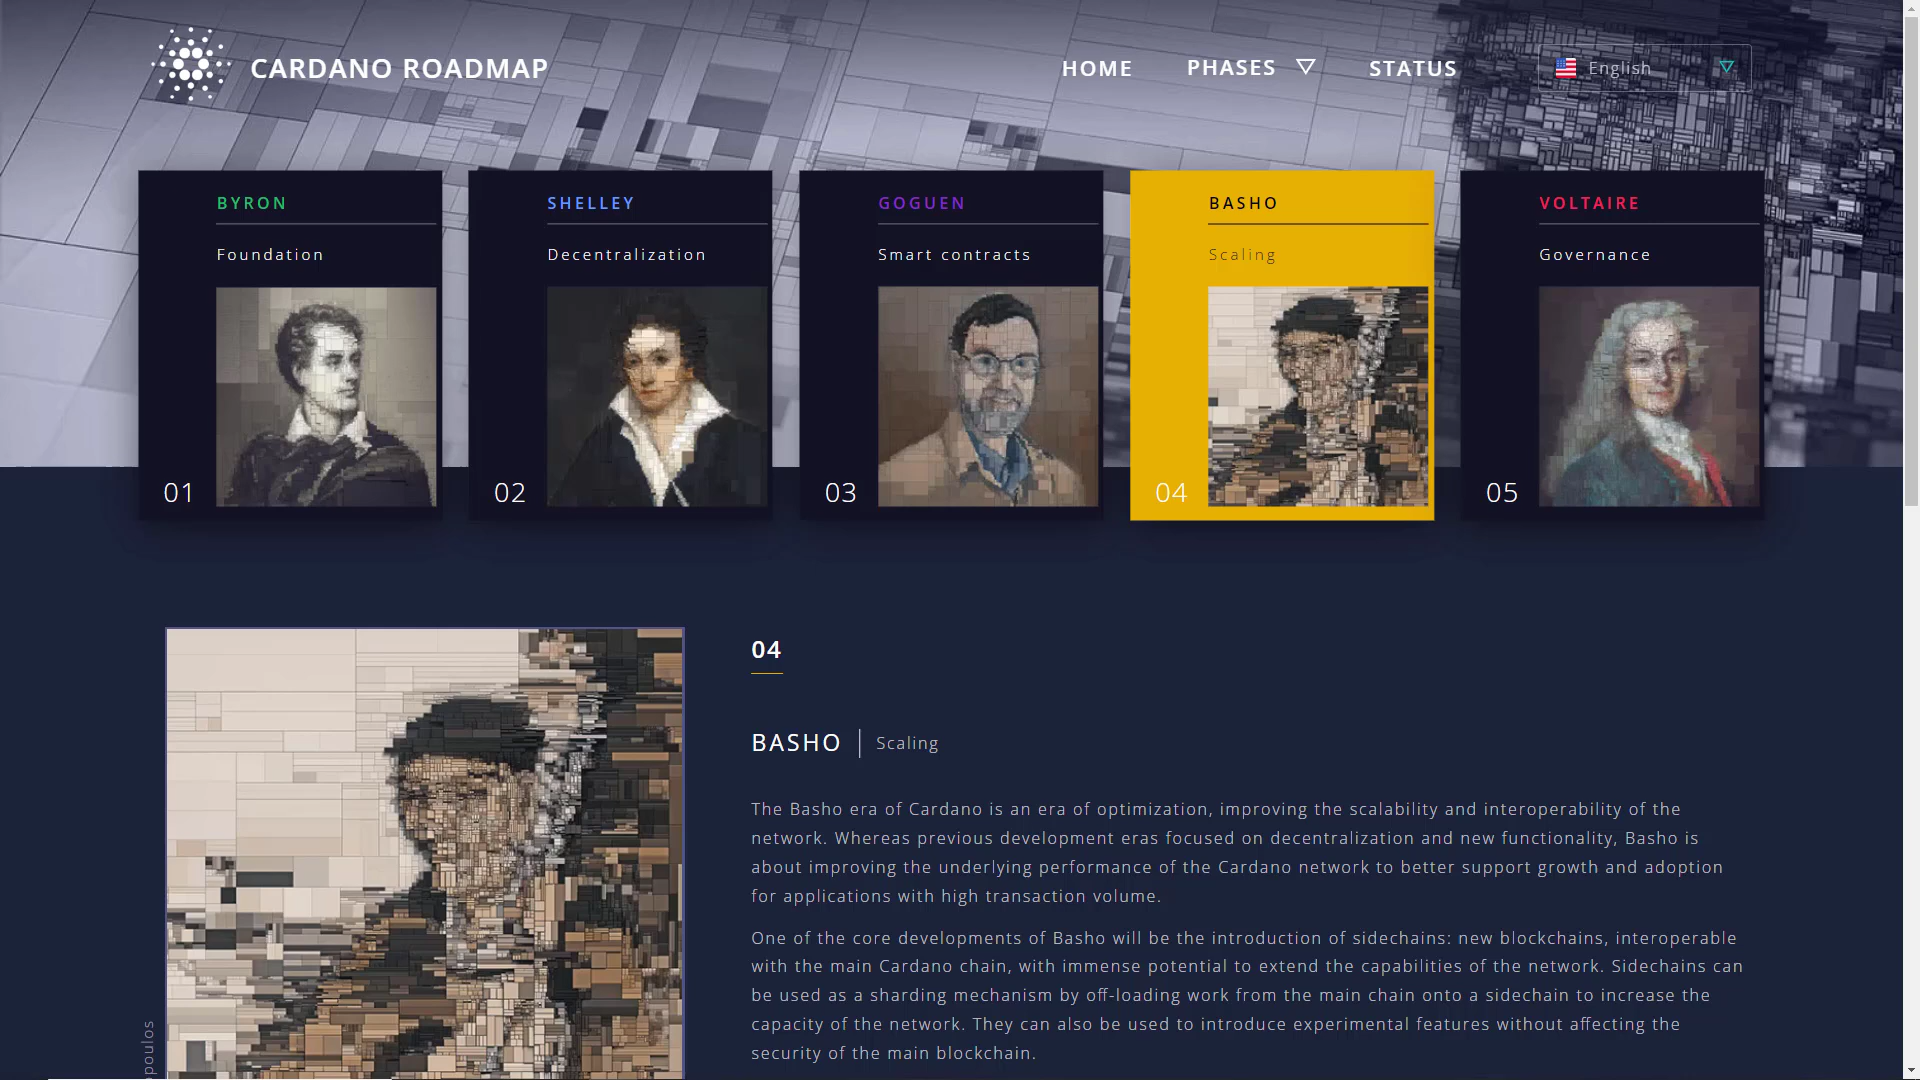 CARDANO ROADMAP
HOME
PHASES
STATUS
English
BYRON
Foundation
01
SHELLEY
Decentralization
02
GOGUEN
Smart contracts
03
BASHO
Scaling
04
VOLTAIRE
Governance
05
04
BASHO
Scaling
The Basho era of Cardano is an era of optimization, improving the scalability and interoperability of the
network. Whereas previous development eras focused on decentralization and new functionality, Basho is
about improving the underlying performance of the Cardano network to better support growth and adoption
for applications with high transaction volume.
One of the core developments of Basho will be the introduction of sidechains: new blockchains, interoperable
with the main Cardano chain, with immense potential to extend the capabilities of the network. Sidechains can
be used as a sharding mechanism by off-loading work from the main chain onto a sidechain to increase the
capacity of the network. They can also be used to introduce experimental features without affecting the
security of the main blockchain.